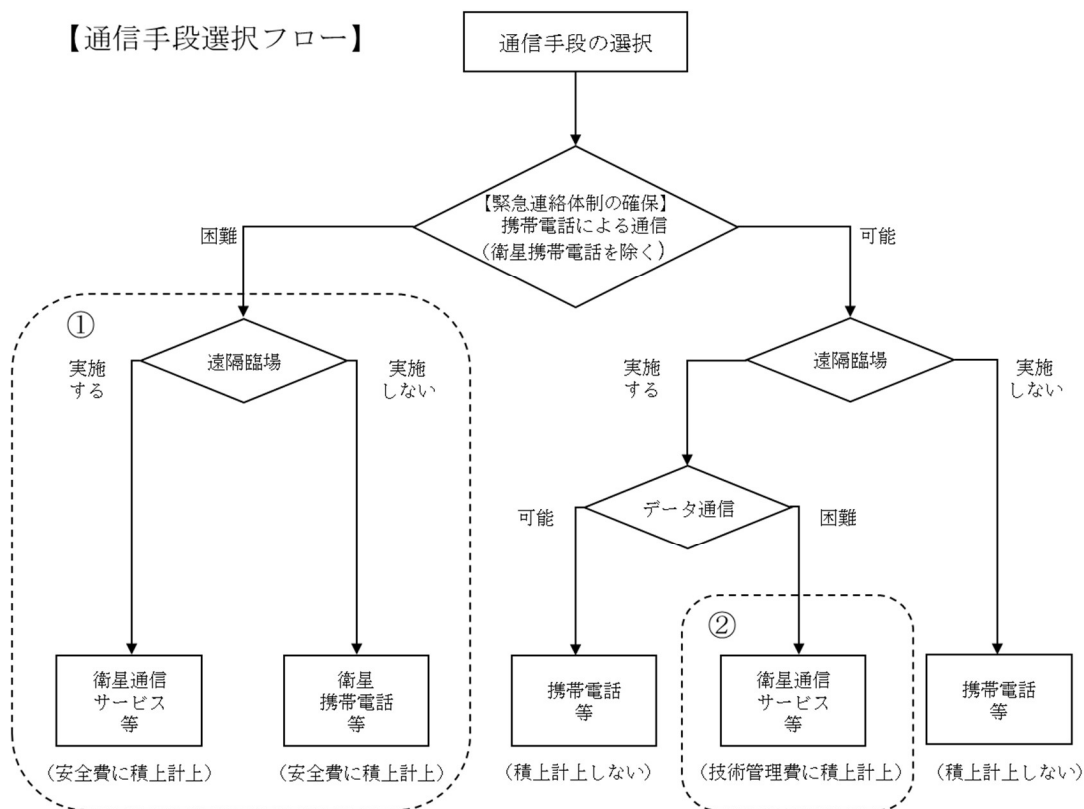 【通信手段選択フロー】
通信手段の選択
【緊急連絡体制の確保】
携帯電話による通信
(衛星携帯電話を除く)
困難
可能
①
遠隔臨場
実施
する
実施
しない
遠隔臨場
実施
する
実施
しない
データ通信
可能
困難
②
衛星通信
サービス
等
衛星
携帯電話
等
携帯電話
等
衛星通信
サービス
等
携帯電話
等
(安全費に積上計上)
(安全費に積上計上)
(積上計上しない)
(技術管理費に積上計上)
(積上計上しない)